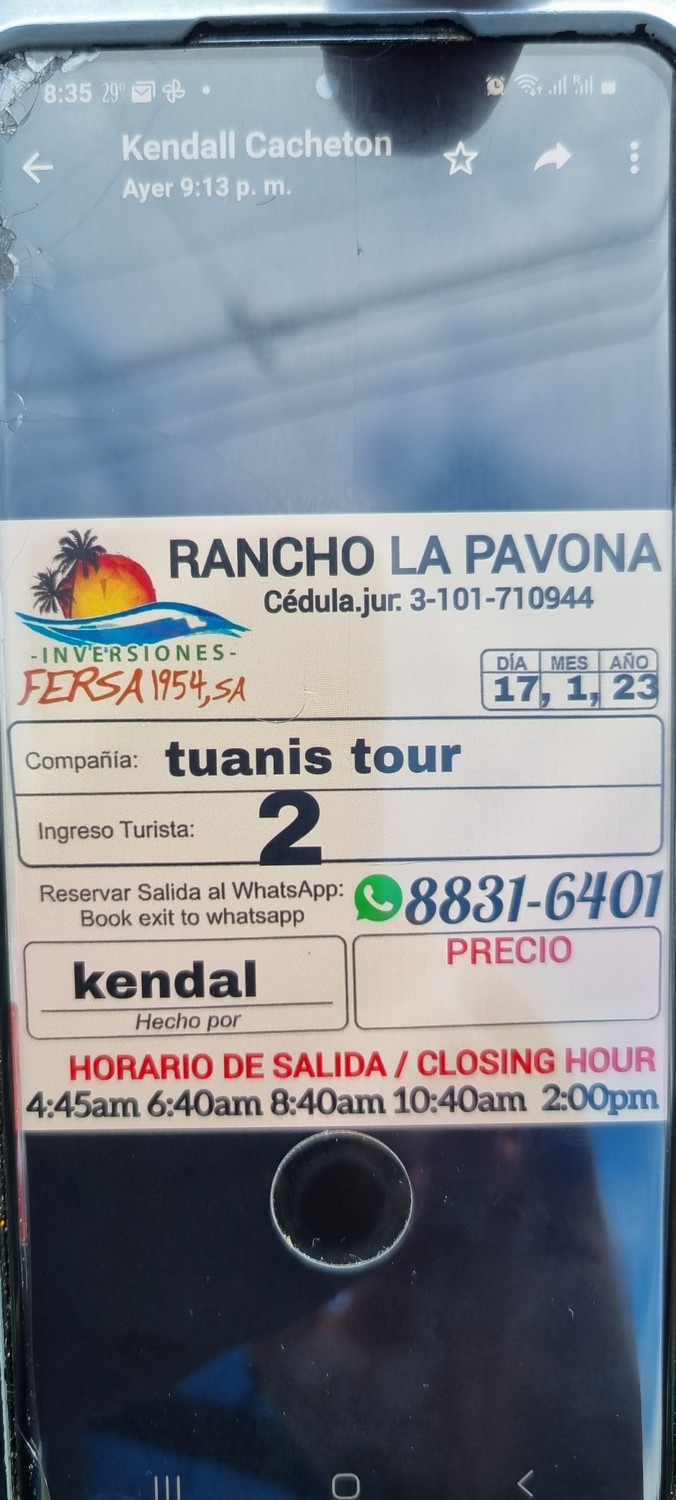 8:35 29°
Kendall Cacheton
Ayer 9:13 p. m.
RANCHO LA PAVONA
Cédula.jur. 3-101-710944
-INVERSIONES-
FERSA 1954,SA
DÍA MES AÑO
17, 1, 23
Compañía: tuanis tour
Ingreso Turista: 2
Reservar Salida al WhatsApp:
Book exit to whatsapp
8831-6401
kendal
Hecho por
PRECIO
HORARIO DE SALIDA / CLOSING HOUR
4:45am 6:40am 8:40am 10:40am 2:00pm